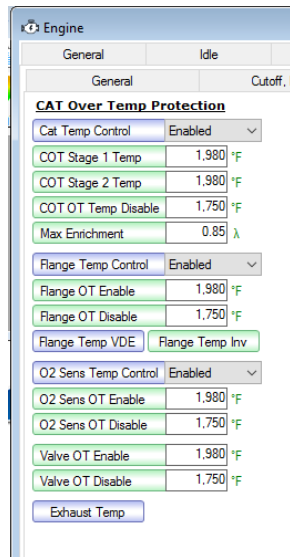 Engine
General Idle
General Cutoff,
CAT Over Temp Protection
Cat Temp Control Enabled
COT Stage 1 Temp 1,980 °F
COT Stage 2 Temp 1,980 °F
COT OT Temp Disable 1,750 °F
Max Enrichment 0.85 λ
Flange Temp Control Enabled
Flange OT Enable 1,980 °F
Flange OT Disable 1,750 °F
Flange Temp VDE Flange Temp Inv
O2 Sens Temp Control Enabled
O2 Sens OT Enable 1,980 °F
O2 Sens OT Disable 1,750 °F
Valve OT Enable 1,980 °F
Valve OT Disable 1,750 °F
Exhaust Temp